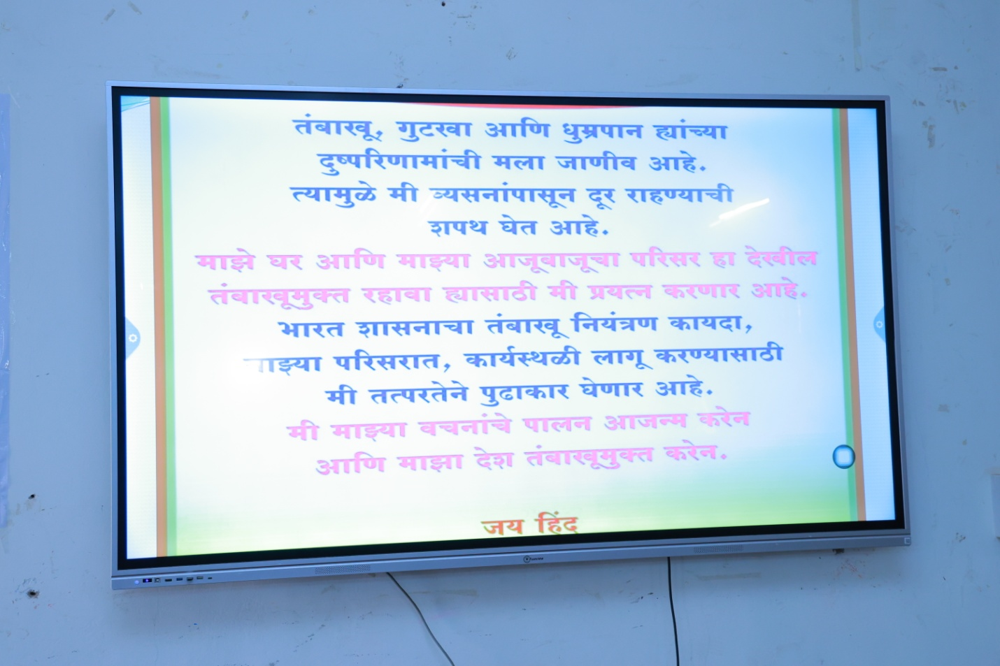 तंबाखू, गुटखा आणि धुम्रपान ह्यांच्या
दुष्परिणामांची मला जाणीव आहे.
त्यामुळे मी व्यसनांपासून दूर राहण्याची
शपथ घेत आहे.
माझे घर आणि माझ्या आजूबाजूचा परिसर हा देखील
तंबाखूमुक्त रहावा ह्यासाठी मी प्रयत्न करणार आहे.
भारत शासनाचा तंबाखू नियंत्रण कायदा,
माझ्या परिसरात, कार्यस्थळी लागू करण्यासाठी
मी तत्परतेने पुढाकार घेणार आहे.
मी माझ्या वचनांचे पालन आजन्म करेन
आणि माझा देश तंबाखूमुक्त करेन.
जय हिंद